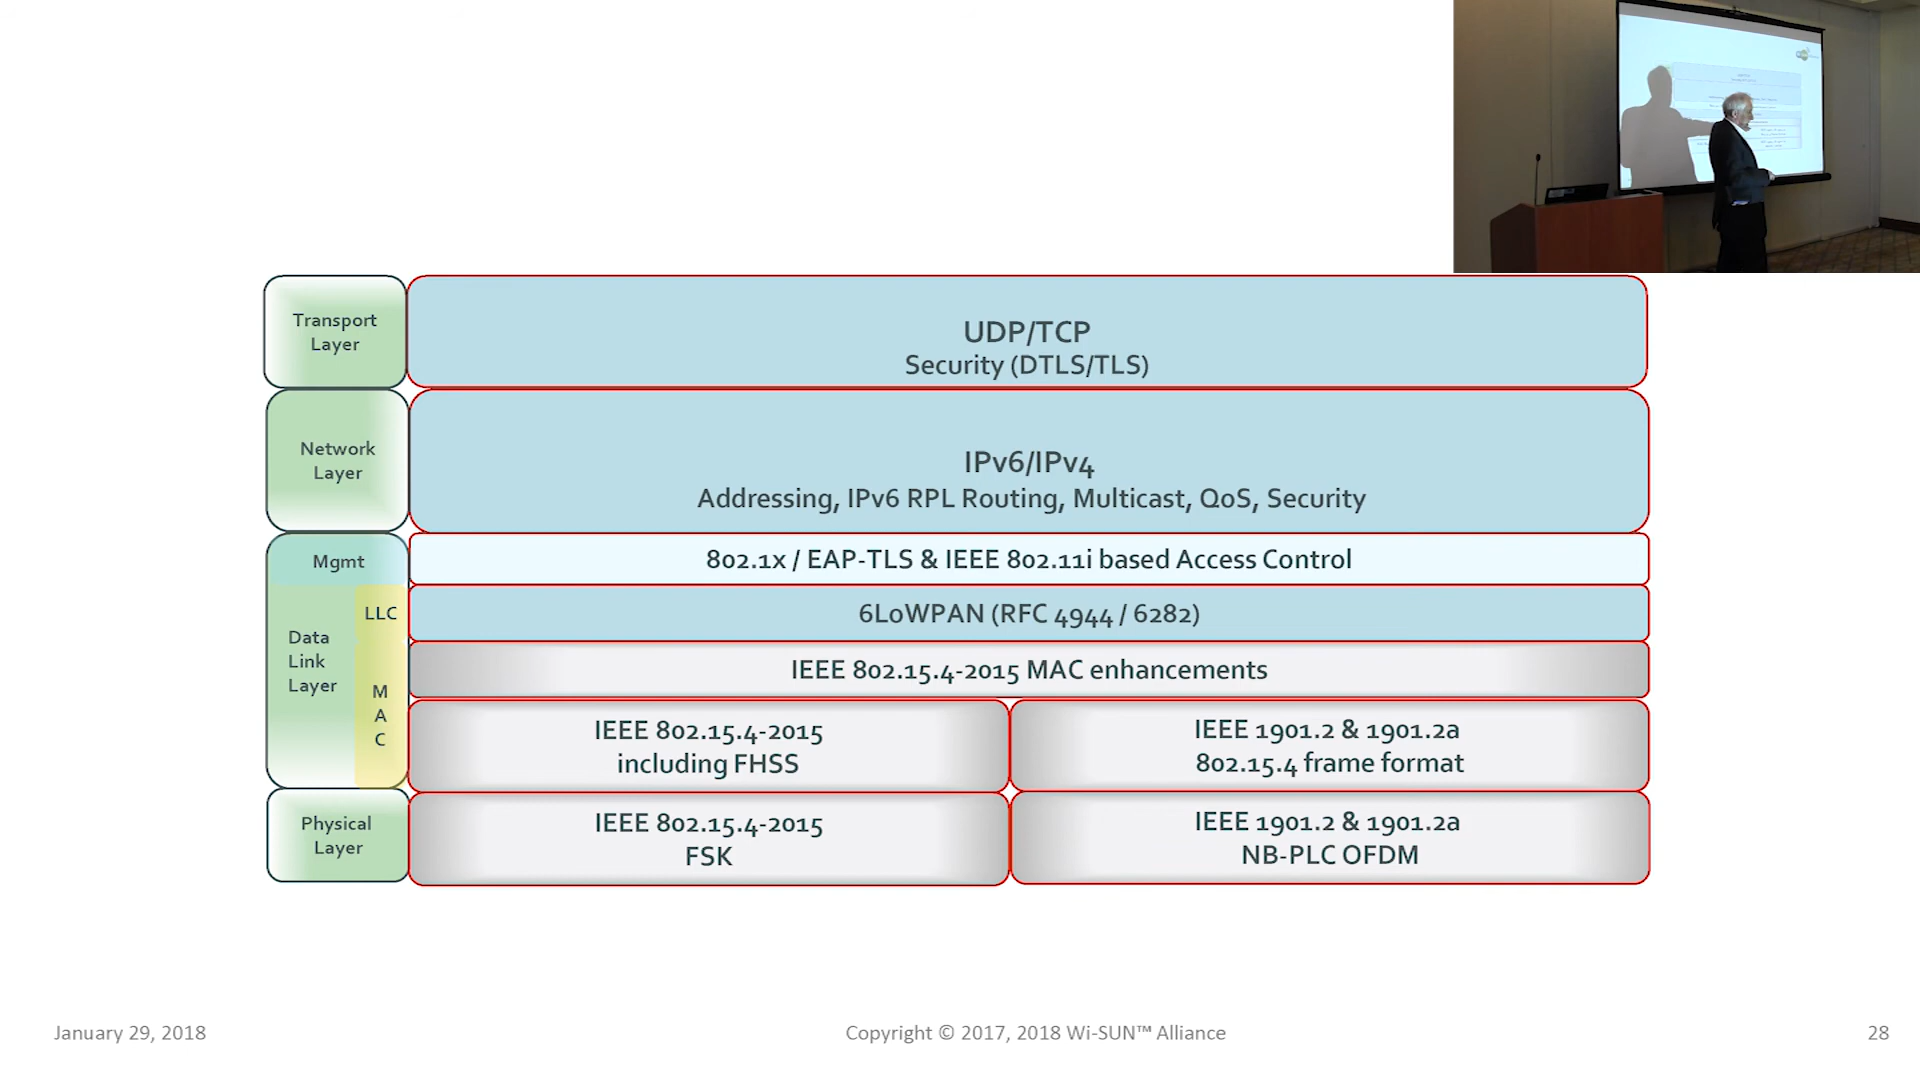 Transport
Layer
UDP/TCP
Security (DTLS/TLS)
Network
Layer
IPv6/IPv4
Addressing, IPv6 RPL Routing, Multicast, QoS, Security
Mgmt
802.1x / EAP-TLS & IEEE 802.11i based Access Control
LLC
6LoWPAN (RFC 4944 / 6282)
Data
Link
Layer
M
A
C
IEEE 802.15.4-2015 MAC enhancements
IEEE 802.15.4-2015
including FHSS
IEEE 1901.2 & 1901.2a
802.15.4 frame format
Physical
Layer
IEEE 802.15.4-2015
FSK
IEEE 1901.2 & 1901.2a
NB-PLC OFDM
January 29, 2018
Copyright © 2017, 2018 Wi-SUN™ Alliance
28